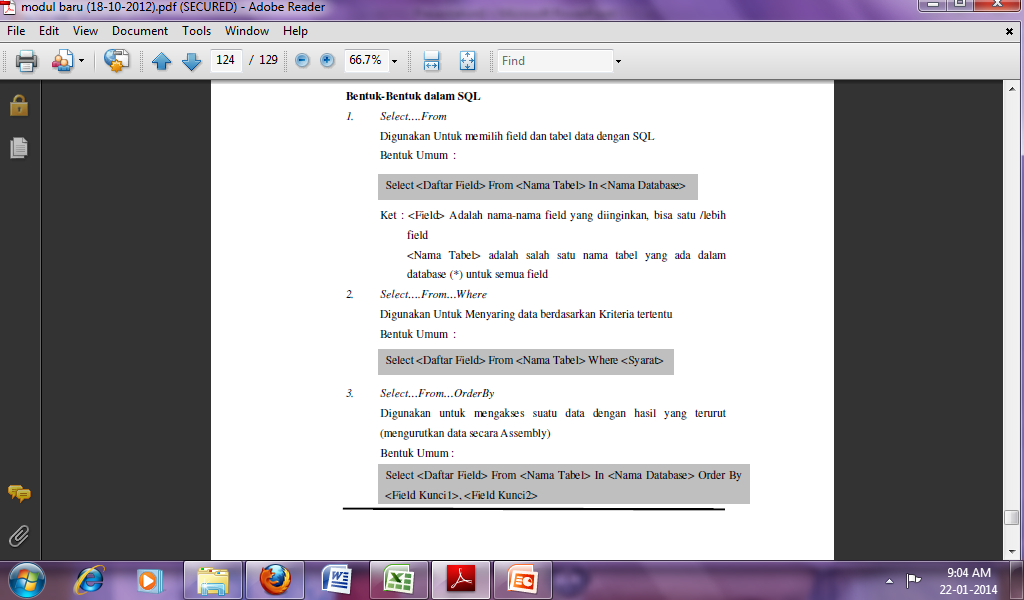 modul baru (18-10-2012).pdf (SECURED) - Adobe Reader
File Edit View Document Tools Window Help
124 / 129 66.7% Find
Bentuk-Bentuk dalam SQL
1. Select....From
Digunakan Untuk memilih field dan tabel data dengan SQL
Bentuk Umum :
Select <Daftar Field> From <Nama Tabel> In <Nama Database>
Ket : <Field> Adalah nama-nama field yang diinginkan, bisa satu /lebih
field
<Nama Tabel> adalah salah satu nama tabel yang ada dalam
database (*) untuk semua field
2. Select....From...Where
Digunakan Untuk Menyaring data berdasarkan Kriteria tertentu
Bentuk Umum :
Select <Daftar Field> From <Nama Tabel> Where <Syarat>
3. Select...From...OrderBy
Digunakan untuk mengakses suatu data dengan hasil yang terurut
(mengurutkan data secara Assembly)
Bentuk Umum :
Select <Daftar Field> From <Nama Tabel> In <Nama Database> Order By
<Field Kunci1>, <Field Kunci2>
9:04 AM
22-01-2014